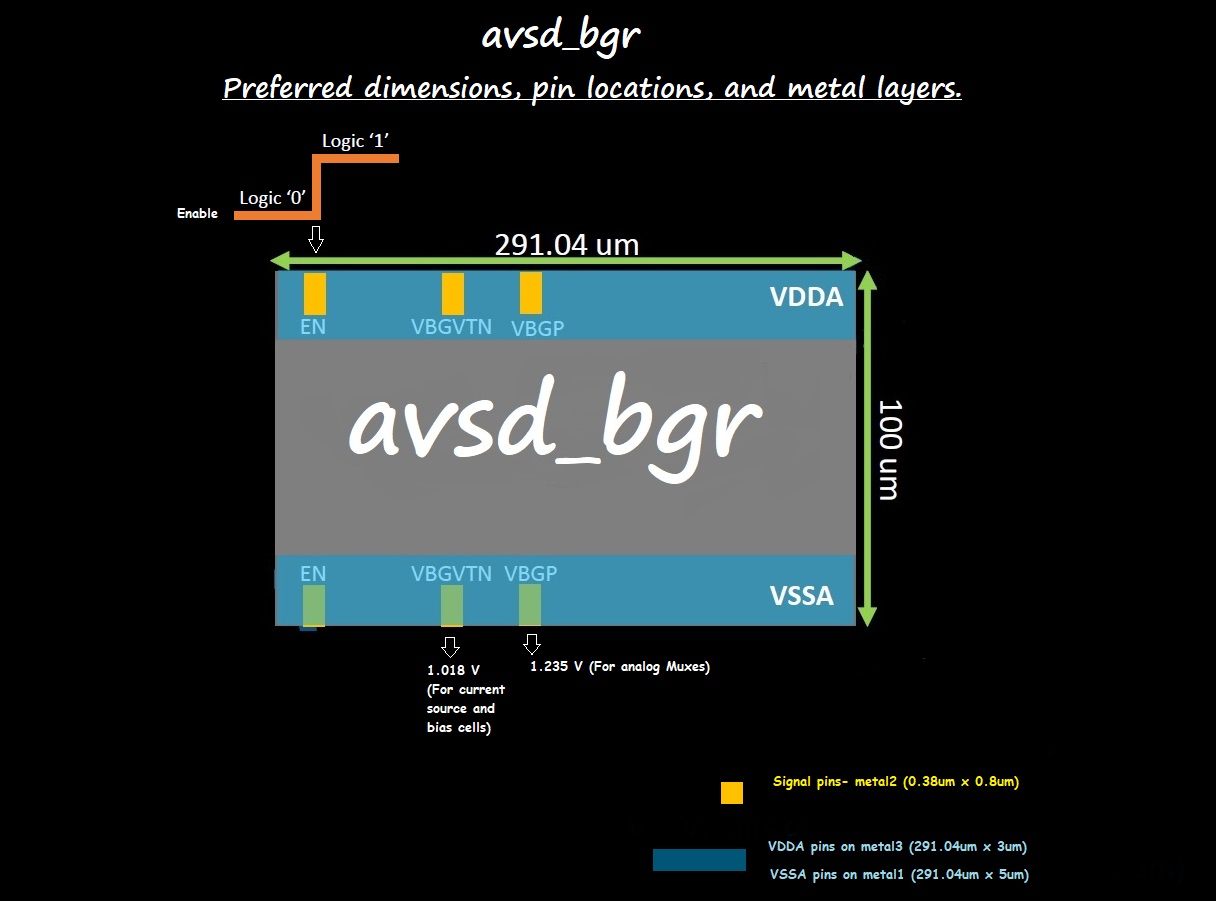 avsd_bgr
Preferred dimensions, pin locations, and metal layers.
Logic ‘1’
Logic ‘0’
Enable
291.04 um
VDDA
EN
VBGVTN
VBGP
avsd_bgr
100 um
EN
VBGVTN
VBGP
VSSA
1.018 V
(For current
source and
bias cells)
1.235 V (For analog Muxes)
Signal pins- metal2 (0.38um x 0.8um)
VDDA pins on metal3 (291.04um x 3um)
VSSA pins on metal1 (291.04um x 5um)